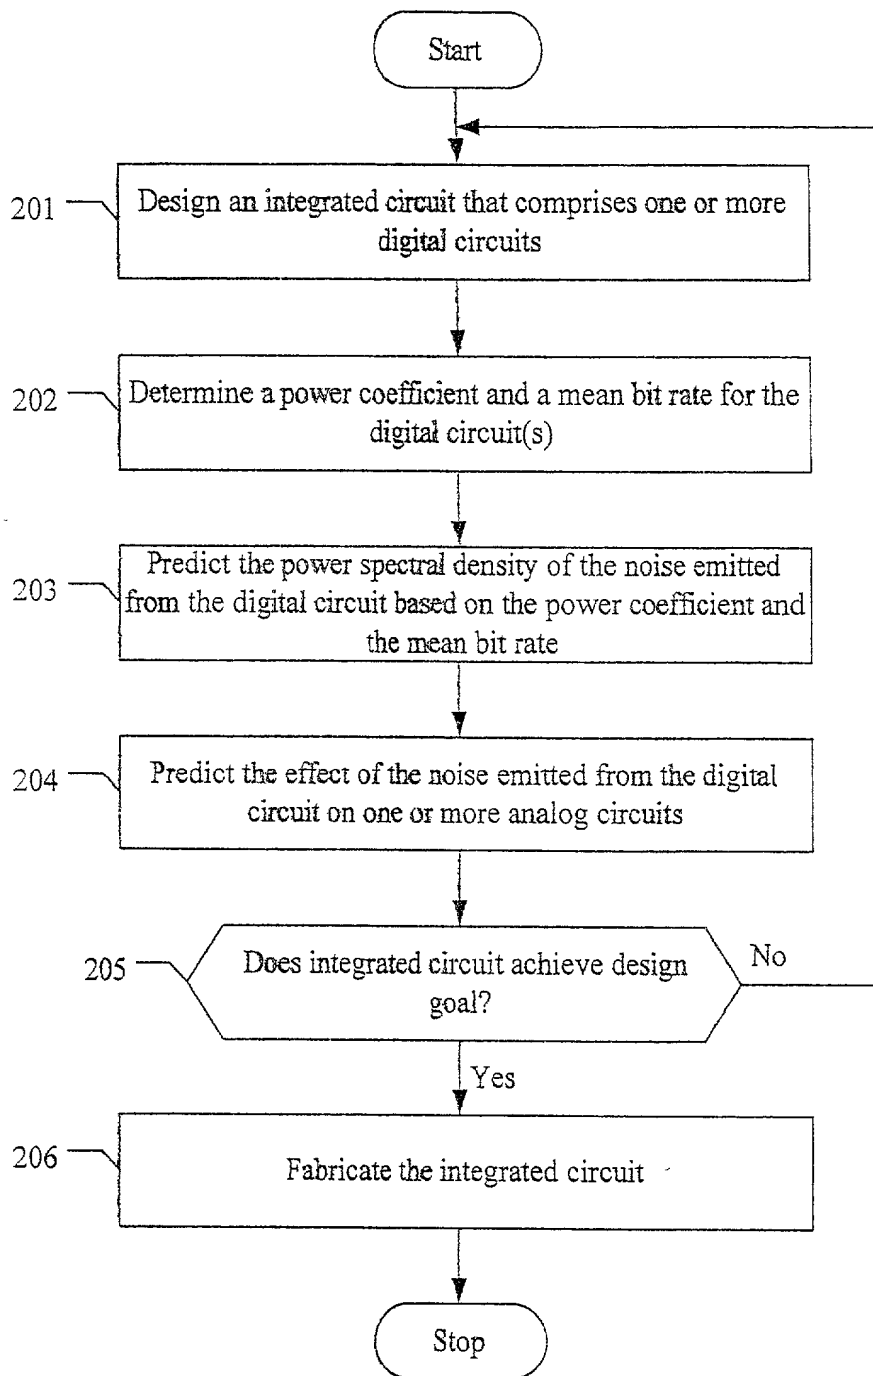 Start
201
Design an integrated circuit that comprises one or more
digital circuits
202
Determine a power coefficient and a mean bit rate for the
digital circuit(s)
203
Predict the power spectral density of the noise emitted
from the digital circuit based on the power coefficient and
the mean bit rate
204
Predict the effect of the noise emitted from the digital
circuit on one or more analog circuits
205
Does integrated circuit achieve design
goal?
No
Yes
206
Fabricate the integrated circuit
Stop